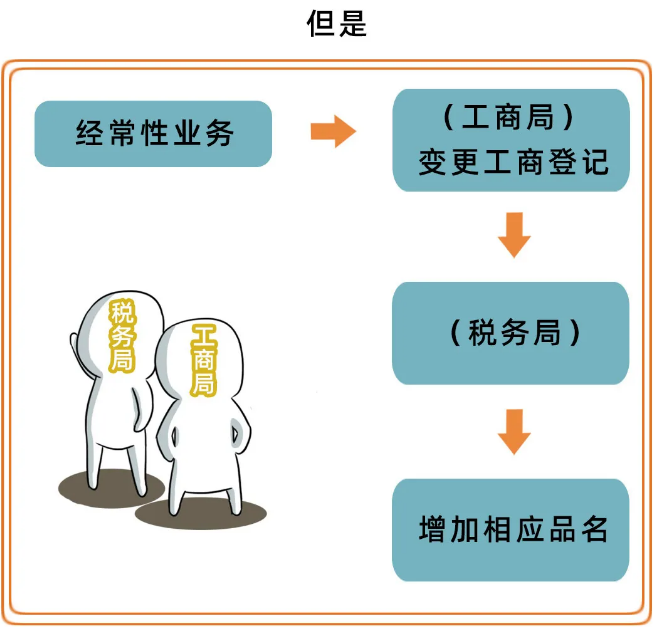 但是
经常性业务
（工商局）
变更工商登记
（税务局）
增加相应品名
税务局
工商局